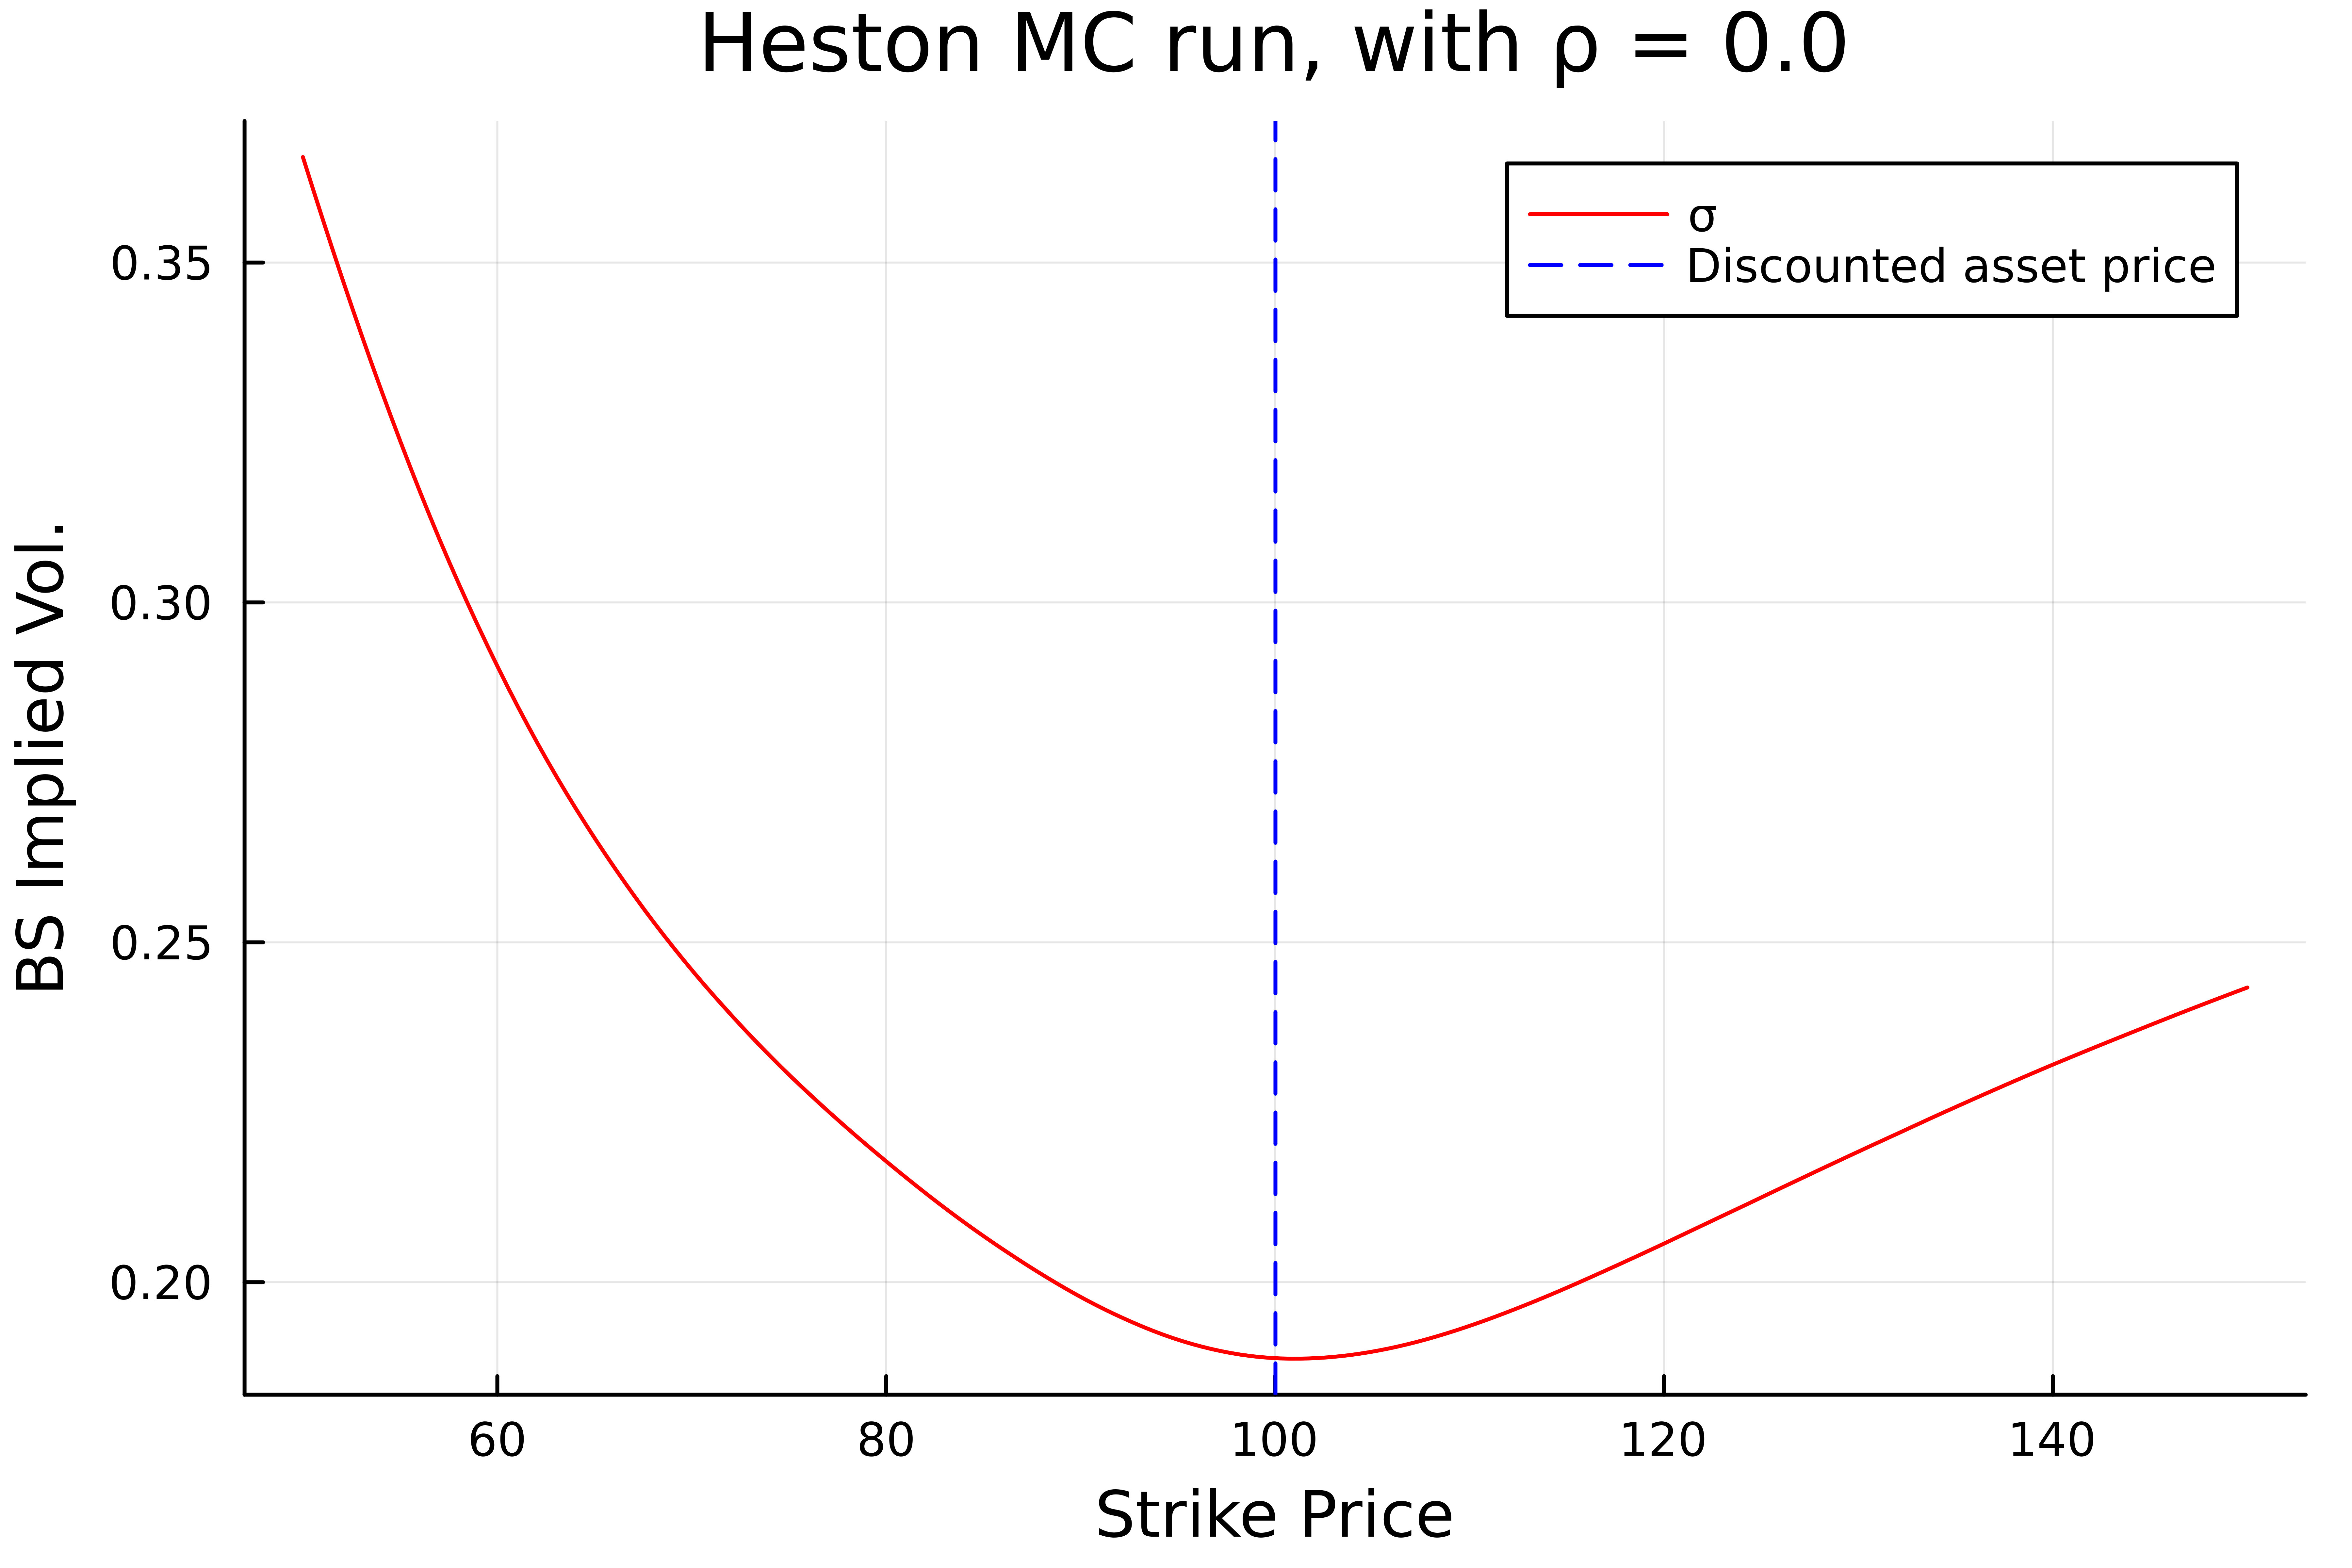 Heston MC run, with ρ = 0.0
σ
Discounted asset price
BS Implied Vol.
0.35
0.30
0.25
0.20
60
80
100
120
140
Strike Price